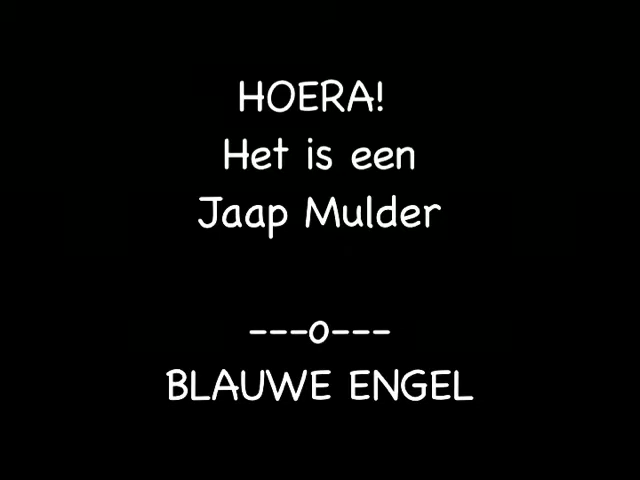 HOERA!
Het is een
Jaap Mulder
---o---
BLAUWE ENGEL